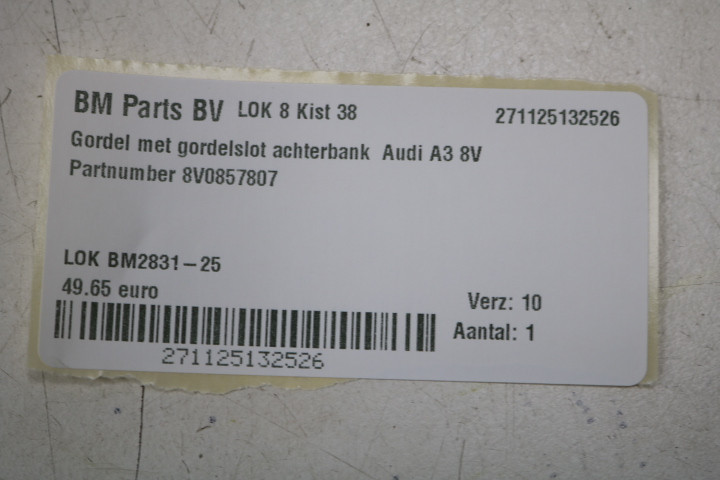 BM Parts BV LOK 8 Kist 38 271125132526
Gordel met gordelslot achterbank Audi A3 8V
Partnumber 8V0857807
LOK BM2831-25
49.65 euro
Verz: 10
Aantal: 1
271125132526